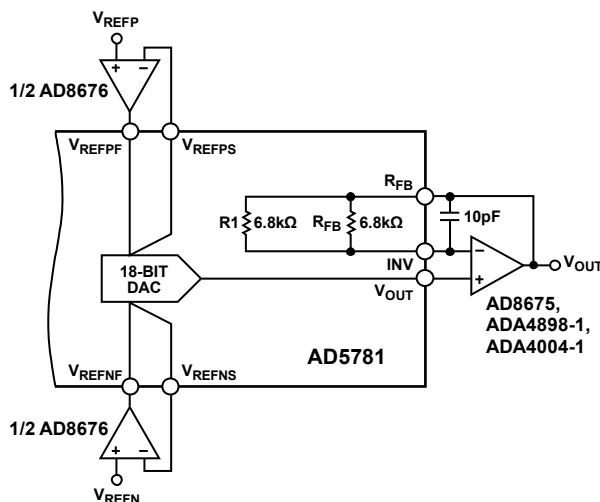 VREFP
+ −
1/2 AD8676
VREFPF
VREFPS
RFB
R1 6.8kΩ
RFB 6.8kΩ
10pF
INV
−
+
VOUT
18-BIT
DAC
VOUT
AD8675,
ADA4898-1,
ADA4004-1
AD5781
VREFNF
VREFNS
1/2 AD8676
+ −
VREFN